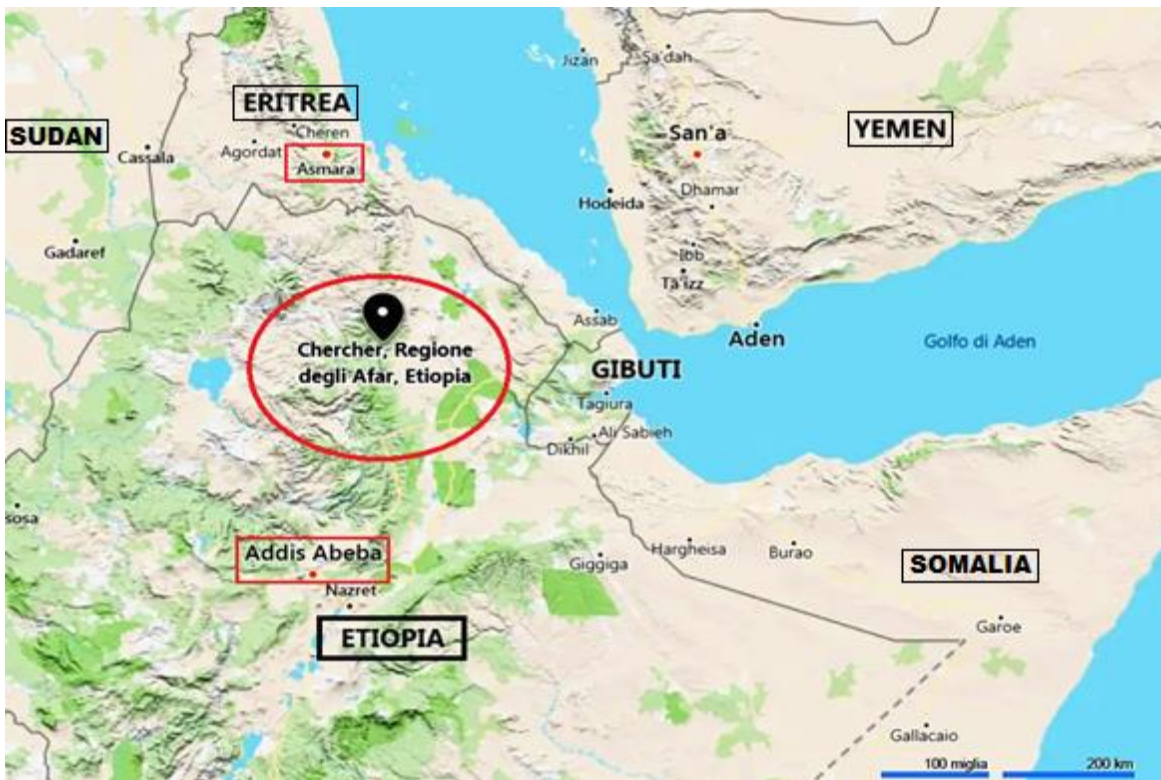 Jizan
Sa'dah
ERITREA
SUDAN
Cheren
San'a
YEMEN
Cassala
Agordat
Asmara
Dhamar
Hodeida
Gadaref
Ibb
Ta'izz
Assab
Aden
Golfo di Aden
Chercher, Regione
degli Afar, Etiopia
GIBUTI
Tagiura
Ali Sabieh
Dikhil
sosa
Addis Abeba
Hargheisa
Burao
Giggiga
SOMALIA
Nazret
ETIOPIA
Garoe
Gallacaio
100 miglia
200 km